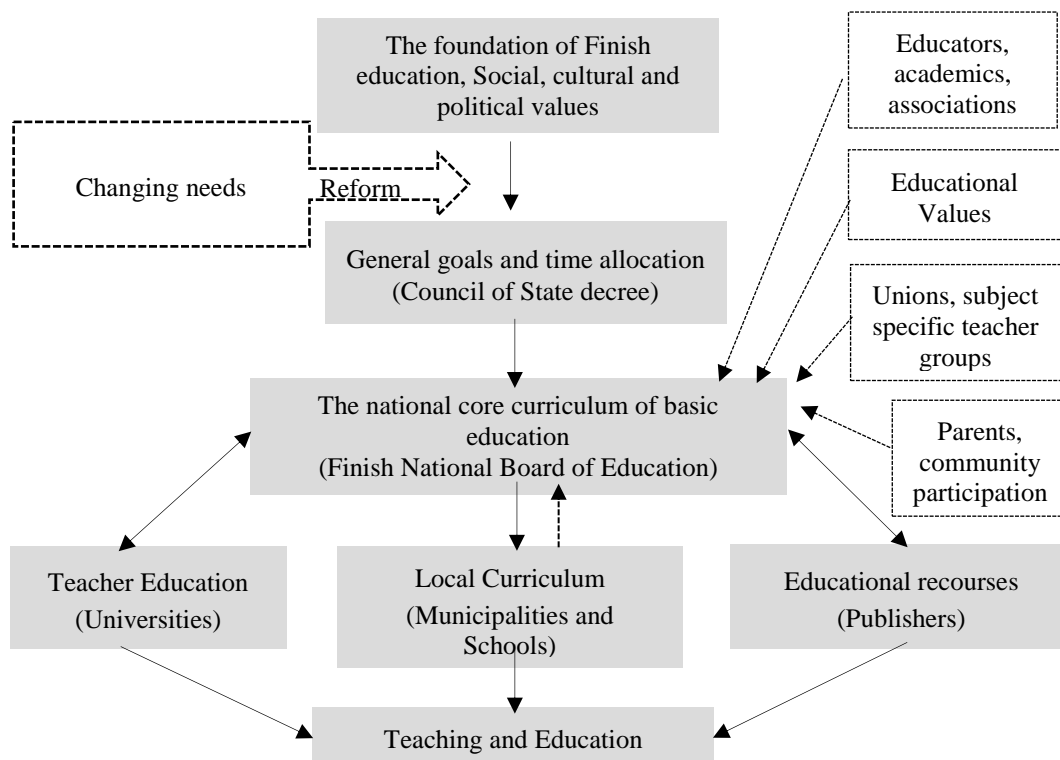 The foundation of Finish
education, Social, cultural and
political values
Educators,
academics,
associations
Changing needs
Reform
Educational
Values
General goals and time allocation
(Council of State decree)
Unions, subject
specific teacher
groups
The national core curriculum of basic
education
(Finish National Board of Education)
Parents,
community
participation
Teacher Education
(Universities)
Local Curriculum
(Municipalities and
Schools)
Educational recourses
(Publishers)
Teaching and Education